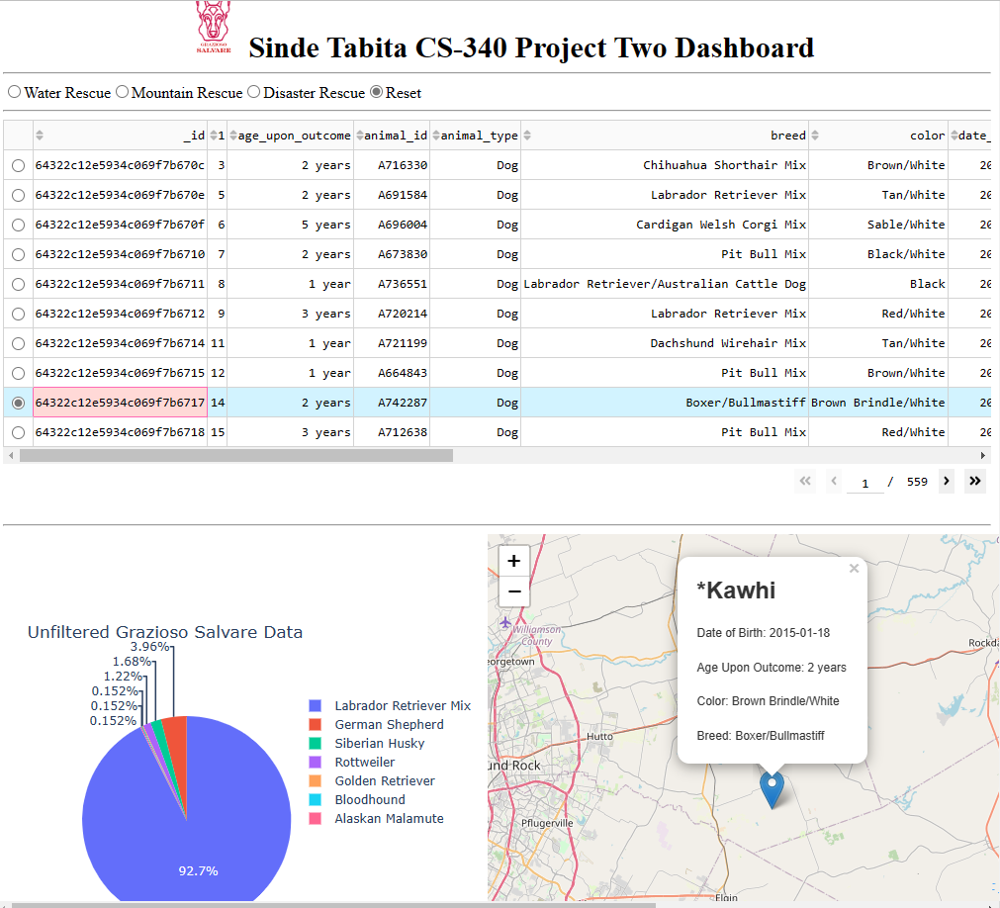 GRAZIOSO
SALVARE
Sinde Tabita CS-340 Project Two Dashboard
Water Rescue Mountain Rescue Disaster Rescue Reset
_id 1 age_upon_outcome animal_id animal_type breed color date_
64322c12e5934c069f7b670c 3 2 years A716330 Dog Chihuahua Shorthair Mix Brown/White 20
64322c12e5934c069f7b670e 5 2 years A691584 Dog Labrador Retriever Mix Tan/White 20
64322c12e5934c069f7b670f 6 5 years A696004 Dog Cardigan Welsh Corgi Mix Sable/White 20
64322c12e5934c069f7b6710 7 2 years A673830 Dog Pit Bull Mix Black/White 20
64322c12e5934c069f7b6711 8 1 year A736551 Dog Labrador Retriever/Australian Cattle Dog Black 20
64322c12e5934c069f7b6712 9 3 years A720214 Dog Labrador Retriever Mix Red/White 20
64322c12e5934c069f7b6714 11 1 year A721199 Dog Dachshund Wirehair Mix Tan/White 20
64322c12e5934c069f7b6715 12 1 year A664843 Dog Pit Bull Mix Brown/White 20
64322c12e5934c069f7b6717 14 2 years A742287 Dog Boxer/Bullmastiff Brown Brindle/White 20
64322c12e5934c069f7b6718 15 3 years A712638 Dog Pit Bull Mix Red/White 20
1 / 559
Unfiltered Grazioso Salvare Data
3.96%
1.68%
1.22%
0.152%
0.152%
0.152%
92.7%
Labrador Retriever Mix
German Shepherd
Siberian Husky
Rottweiler
Golden Retriever
Bloodhound
Alaskan Malamute
+
−
×
*Kawhi
Date of Birth: 2015-01-18
Age Upon Outcome: 2 years
Color: Brown Brindle/White
Breed: Boxer/Bullmastiff
Williamson
County
eorgetown
Rockda
Hutto
und Rock
Pflugerville
Elgin